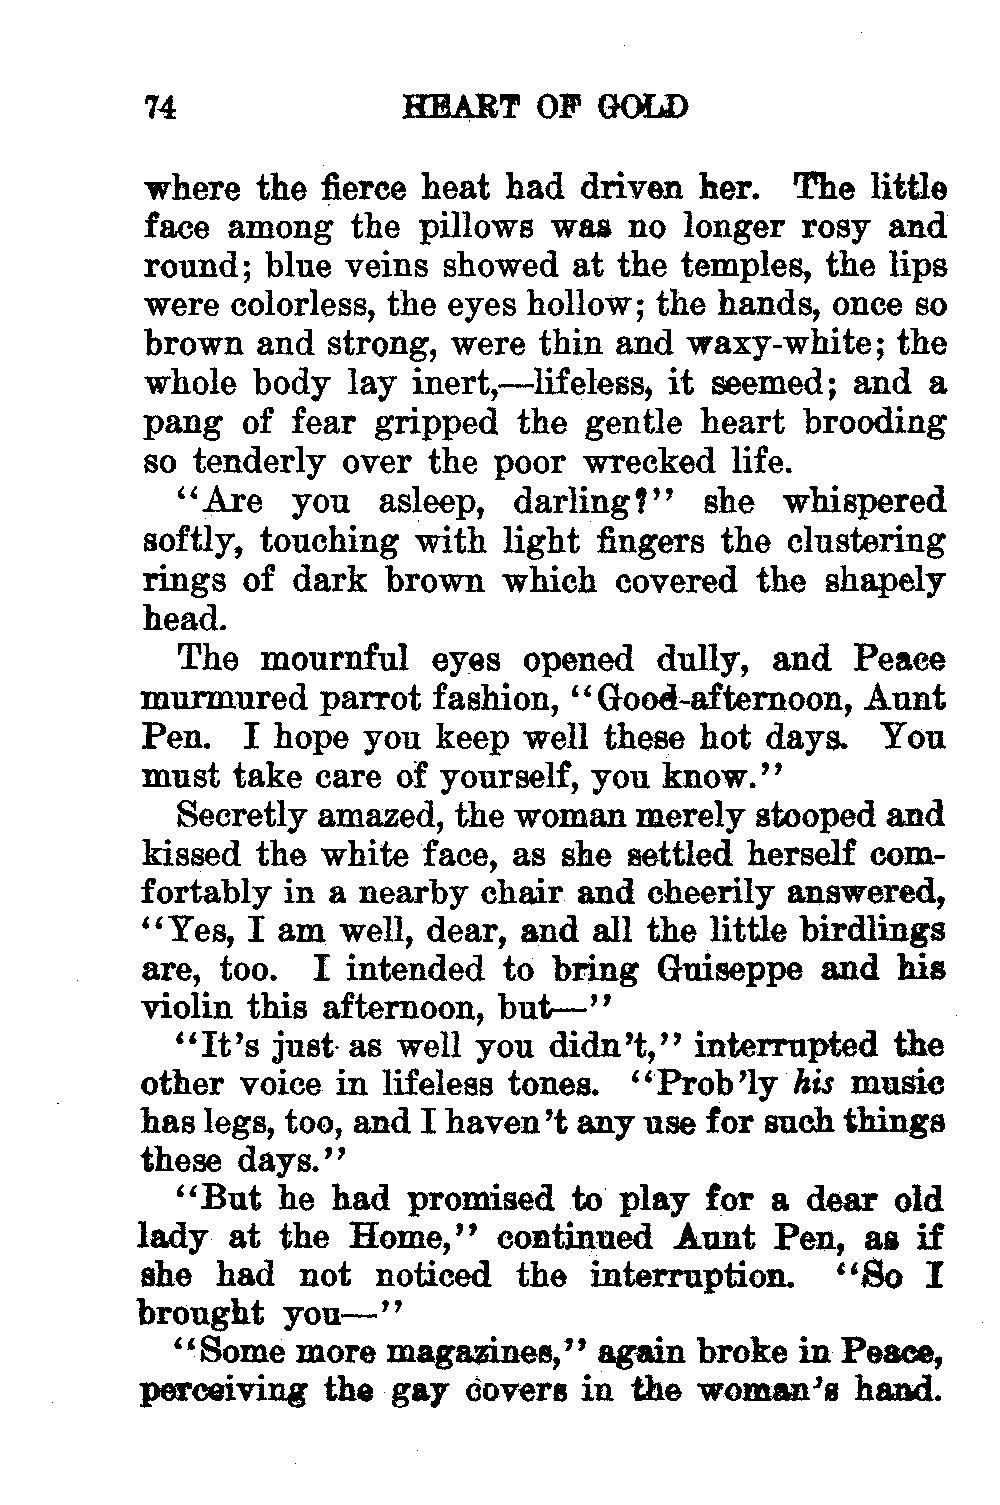 74 HEART OF GOLD
where the fierce heat had driven her. The little
face among the pillows was no longer rosy and
round; blue veins showed at the temples, the lips
were colorless, the eyes hollow; the hands, once so
brown and strong, were thin and waxy-white; the
whole body lay inert,—lifeless, it seemed; and a
pang of fear gripped the gentle heart brooding
so tenderly over the poor wrecked life.
"Are you asleep, darling?" she whispered
softly, touching with light fingers the clustering
rings of dark brown which covered the shapely
head.
The mournful eyes opened dully, and Peace
murmured parrot fashion, "Good-afternoon, Aunt
Pen. I hope you keep well these hot days. You
must take care of yourself, you know."
Secretly amazed, the woman merely stooped and
kissed the white face, as she settled herself com-
fortably in a nearby chair and cheerily answered,
"Yes, I am well, dear, and all the little birdlings
are, too. I intended to bring Guiseppe and his
violin this afternoon, but—"
"It's just as well you didn't," interrupted the
other voice in lifeless tones. "Prob'ly his music
has legs, too, and I haven't any use for such things
these days."
"But he had promised to play for a dear old
lady at the Home," continued Aunt Pen, as if
she had not noticed the interruption. "So I
brought you—"
"Some more magazines," again broke in Peace,
perceiving the gay covers in the woman's hand.